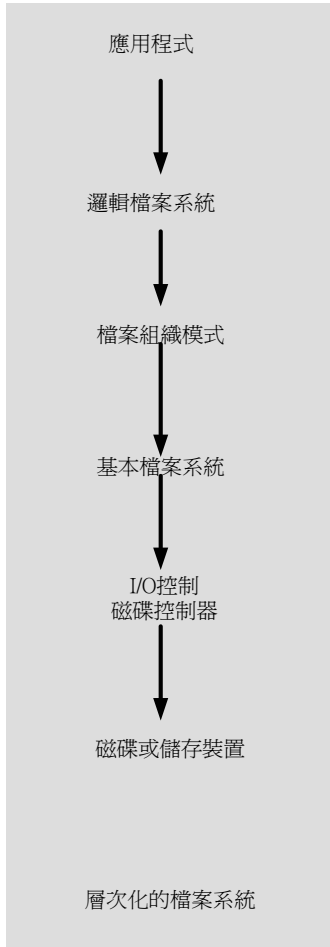 應用程式
邏輯檔案系統
檔案組織模式
基本檔案系統
I/O控制
磁碟控制器
磁碟或儲存裝置
層次化的檔案系統